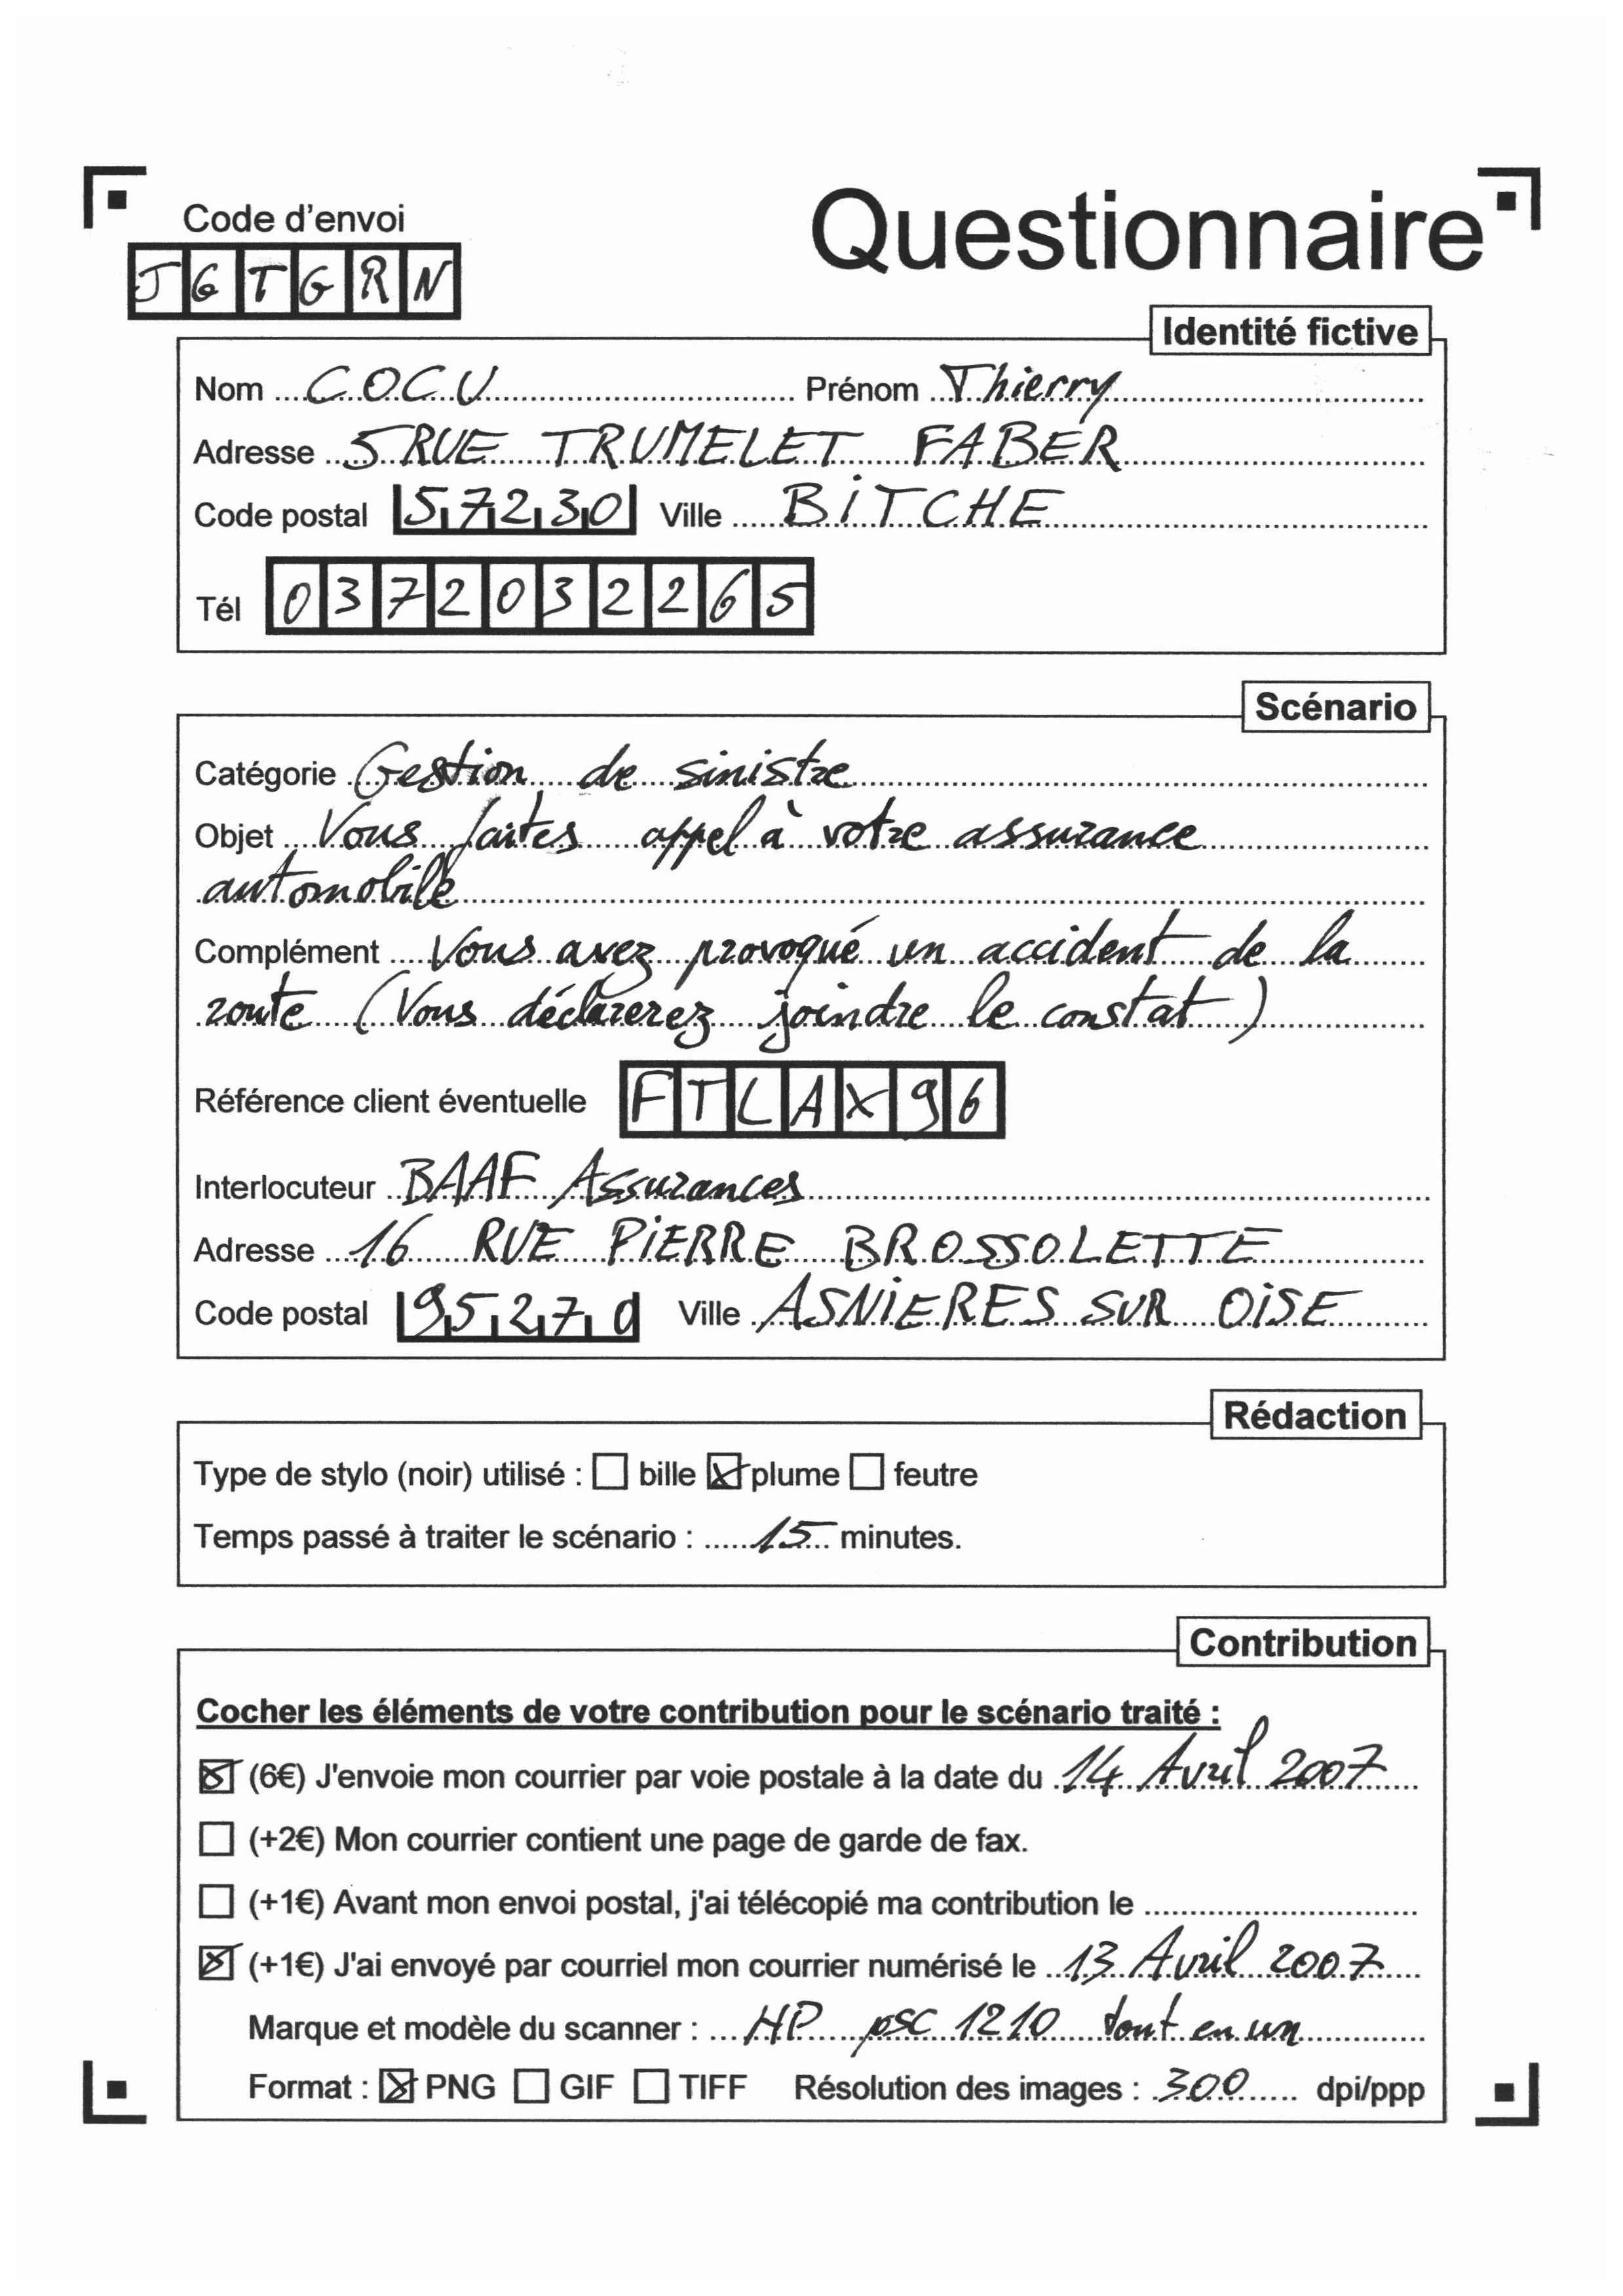 Code d'envoi
Questionnaire
JGTGRN
Identité fictive
Nom COCU Prénom Thierry
Adresse 5 RUE TRUMELET FABER
Code postal 57230 Ville BITCHE
Tél 0372032265
Scénario
Catégorie Gestion de sinistre
Objet Vous faites appel à votre assurance
automobile
Complément Vous avez provoqué un accident de la
route (Vous déclarerez joindre le constat)
Référence client éventuelle FTLAX96
Interlocuteur BAAF Assurances
Adresse 16 RUE PIERRE BROSSOLETTE
Code postal 95270 Ville ASNIERES SUR OISE
Rédaction
Type de stylo (noir) utilisé : ☐ bille ☒ plume ☐ feutre
Temps passé à traiter le scénario : 15 minutes.
Contribution
Cocher les éléments de votre contribution pour le scénario traité :
☒ (6€) J'envoie mon courrier par voie postale à la date du 14 Avril 2007
☐ (+2€) Mon courrier contient une page de garde de fax.
☐ (+1€) Avant mon envoi postal, j'ai télécopié ma contribution le
☒ (+1€) J'ai envoyé par courriel mon courrier numérisé le 13 Avril 2007
Marque et modèle du scanner : HP psc 1210 tout en un
Format : ☒ PNG ☐ GIF ☐ TIFF Résolution des images : 300 dpi/ppp